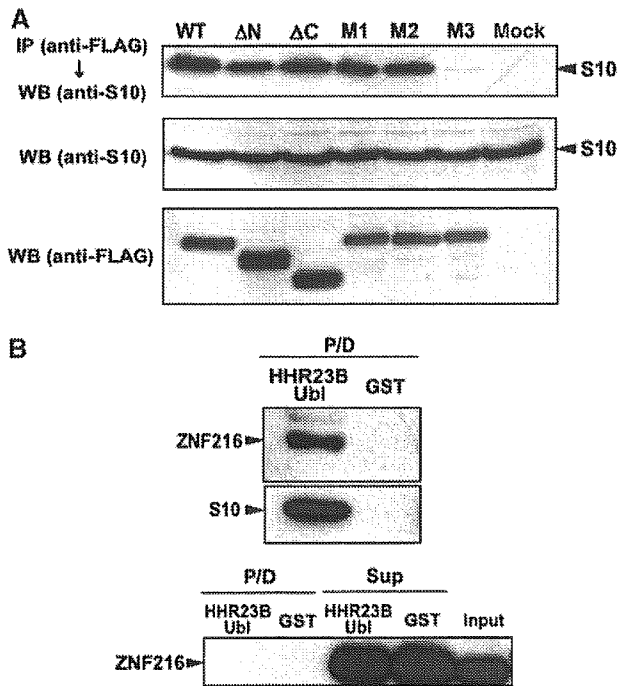 A
WT ΔN ΔC M1 M2 M3 Mock
IP (anti-FLAG)
↓
WB (anti-S10)
S10
WB (anti-S10)
S10
WB (anti-FLAG)
B
P/D
HHR23B
Ubl
GST
ZNF216
S10
P/D Sup
HHR23B
Ubl
GST
HHR23B
Ubl
GST
Input
ZNF216